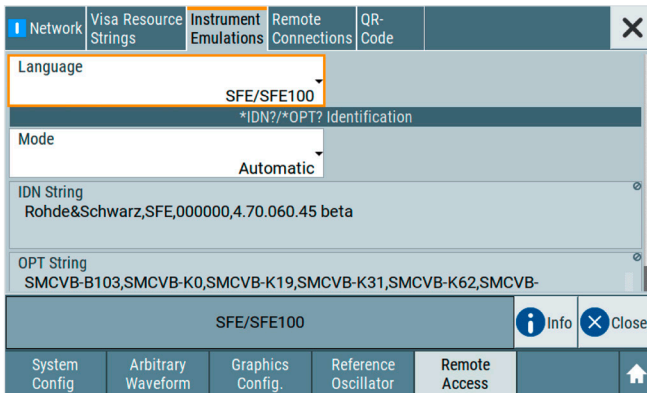 Network
Visa Resource Strings
Instrument Emulations
Remote Connections
QR-Code
Language
SFE/SFE100
*IDN?/*OPT? Identification
Mode
Automatic
IDN String
Rohde&Schwarz,SFE,000000,4.70.060.45 beta
OPT String
SMCVB-B103,SMCVB-K0,SMCVB-K19,SMCVB-K31,SMCVB-K62,SMCVB-
SFE/SFE100
Info
Close
System Config
Arbitrary Waveform
Graphics Config.
Reference Oscillator
Remote Access